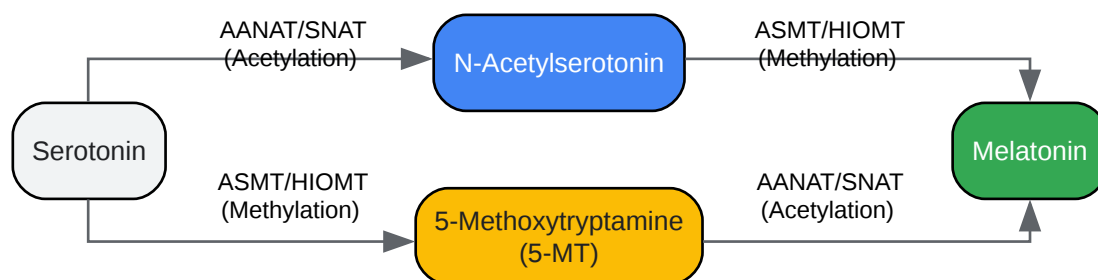 AANAT/SNAT
(Acetylation)
N-Acetylserotonin
ASMT/HIOMT
(Methylation)
Serotonin
Melatonin
ASMT/HIOMT
(Methylation)
5-Methoxytryptamine
(5-MT)
AANAT/SNAT
(Acetylation)